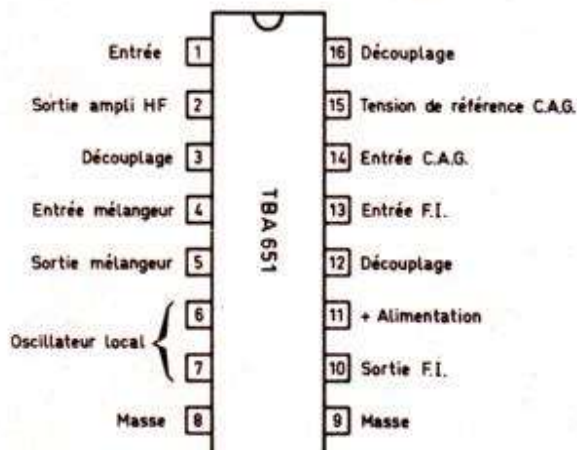 Entrée 1 16 Découplage
Sortie ampli HF 2 15 Tension de référence C.A.G.
Découplage 3 14 Entrée C.A.G.
Entrée mélangeur 4 13 Entrée F.I.
Sortie mélangeur 5 12 Découplage
6 11 + Alimentation
Oscillateur local
7 10 Sortie F.I.
Masse 8 9 Masse
TBA 651